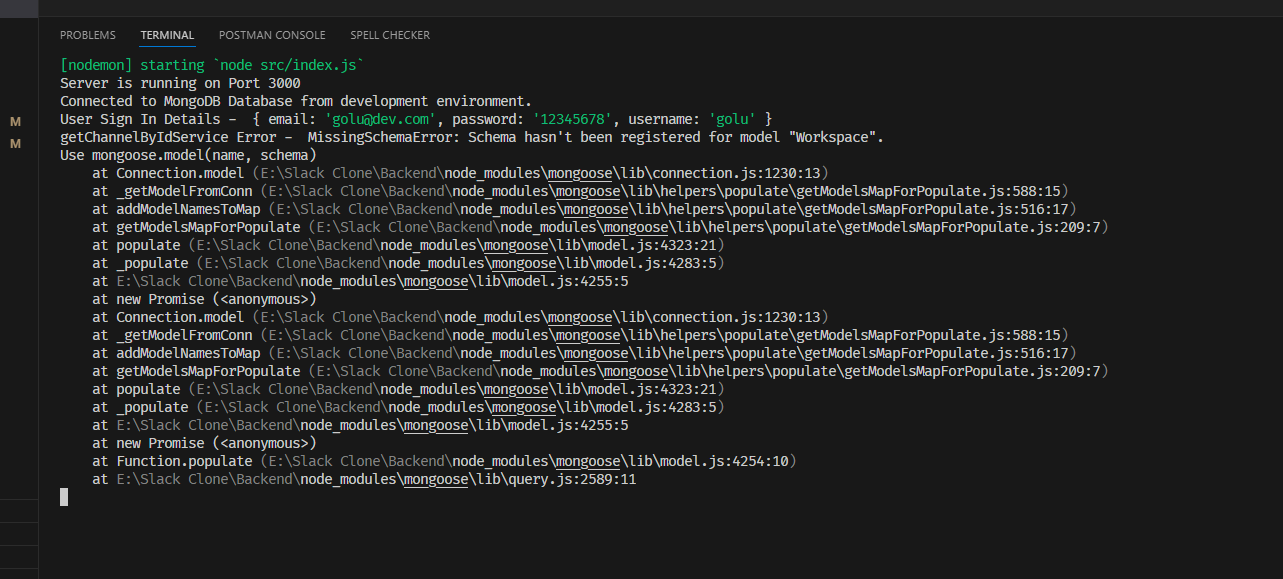 PROBLEMS TERMINAL POSTMAN CONSOLE SPELL CHECKER
[nodemon] starting `node src/index.js`
Server is running on Port 3000
M
Connected to MongoDB Database from development environment.
User Sign In Details -  { email: 'golu@dev.com', password: '12345678', username: 'golu' }
M
getChannelByIdService Error -  MissingSchemaError: Schema hasn't been registered for model "Workspace".
Use mongoose.model(name, schema)
    at Connection.model (E:\Slack Clone\Backend\node_modules\mongoose\lib\connection.js:1230:13)
    at _getModelFromConn (E:\Slack Clone\Backend\node_modules\mongoose\lib\helpers\populate\getModelsMapForPopulate.js:588:15)
    at addModelNamesToMap (E:\Slack Clone\Backend\node_modules\mongoose\lib\helpers\populate\getModelsMapForPopulate.js:516:17)
    at getModelsMapForPopulate (E:\Slack Clone\Backend\node_modules\mongoose\lib\helpers\populate\getModelsMapForPopulate.js:209:7)
    at populate (E:\Slack Clone\Backend\node_modules\mongoose\lib\model.js:4323:21)
    at _populate (E:\Slack Clone\Backend\node_modules\mongoose\lib\model.js:4283:5)
    at E:\Slack Clone\Backend\node_modules\mongoose\lib\model.js:4255:5
    at new Promise (<anonymous>)
    at Connection.model (E:\Slack Clone\Backend\node_modules\mongoose\lib\connection.js:1230:13)
    at _getModelFromConn (E:\Slack Clone\Backend\node_modules\mongoose\lib\helpers\populate\getModelsMapForPopulate.js:588:15)
    at addModelNamesToMap (E:\Slack Clone\Backend\node_modules\mongoose\lib\helpers\populate\getModelsMapForPopulate.js:516:17)
    at getModelsMapForPopulate (E:\Slack Clone\Backend\node_modules\mongoose\lib\helpers\populate\getModelsMapForPopulate.js:209:7)
    at populate (E:\Slack Clone\Backend\node_modules\mongoose\lib\model.js:4323:21)
    at _populate (E:\Slack Clone\Backend\node_modules\mongoose\lib\model.js:4283:5)
    at E:\Slack Clone\Backend\node_modules\mongoose\lib\model.js:4255:5
    at new Promise (<anonymous>)
    at Function.populate (E:\Slack Clone\Backend\node_modules\mongoose\lib\model.js:4254:10)
    at E:\Slack Clone\Backend\node_modules\mongoose\lib\query.js:2589:11